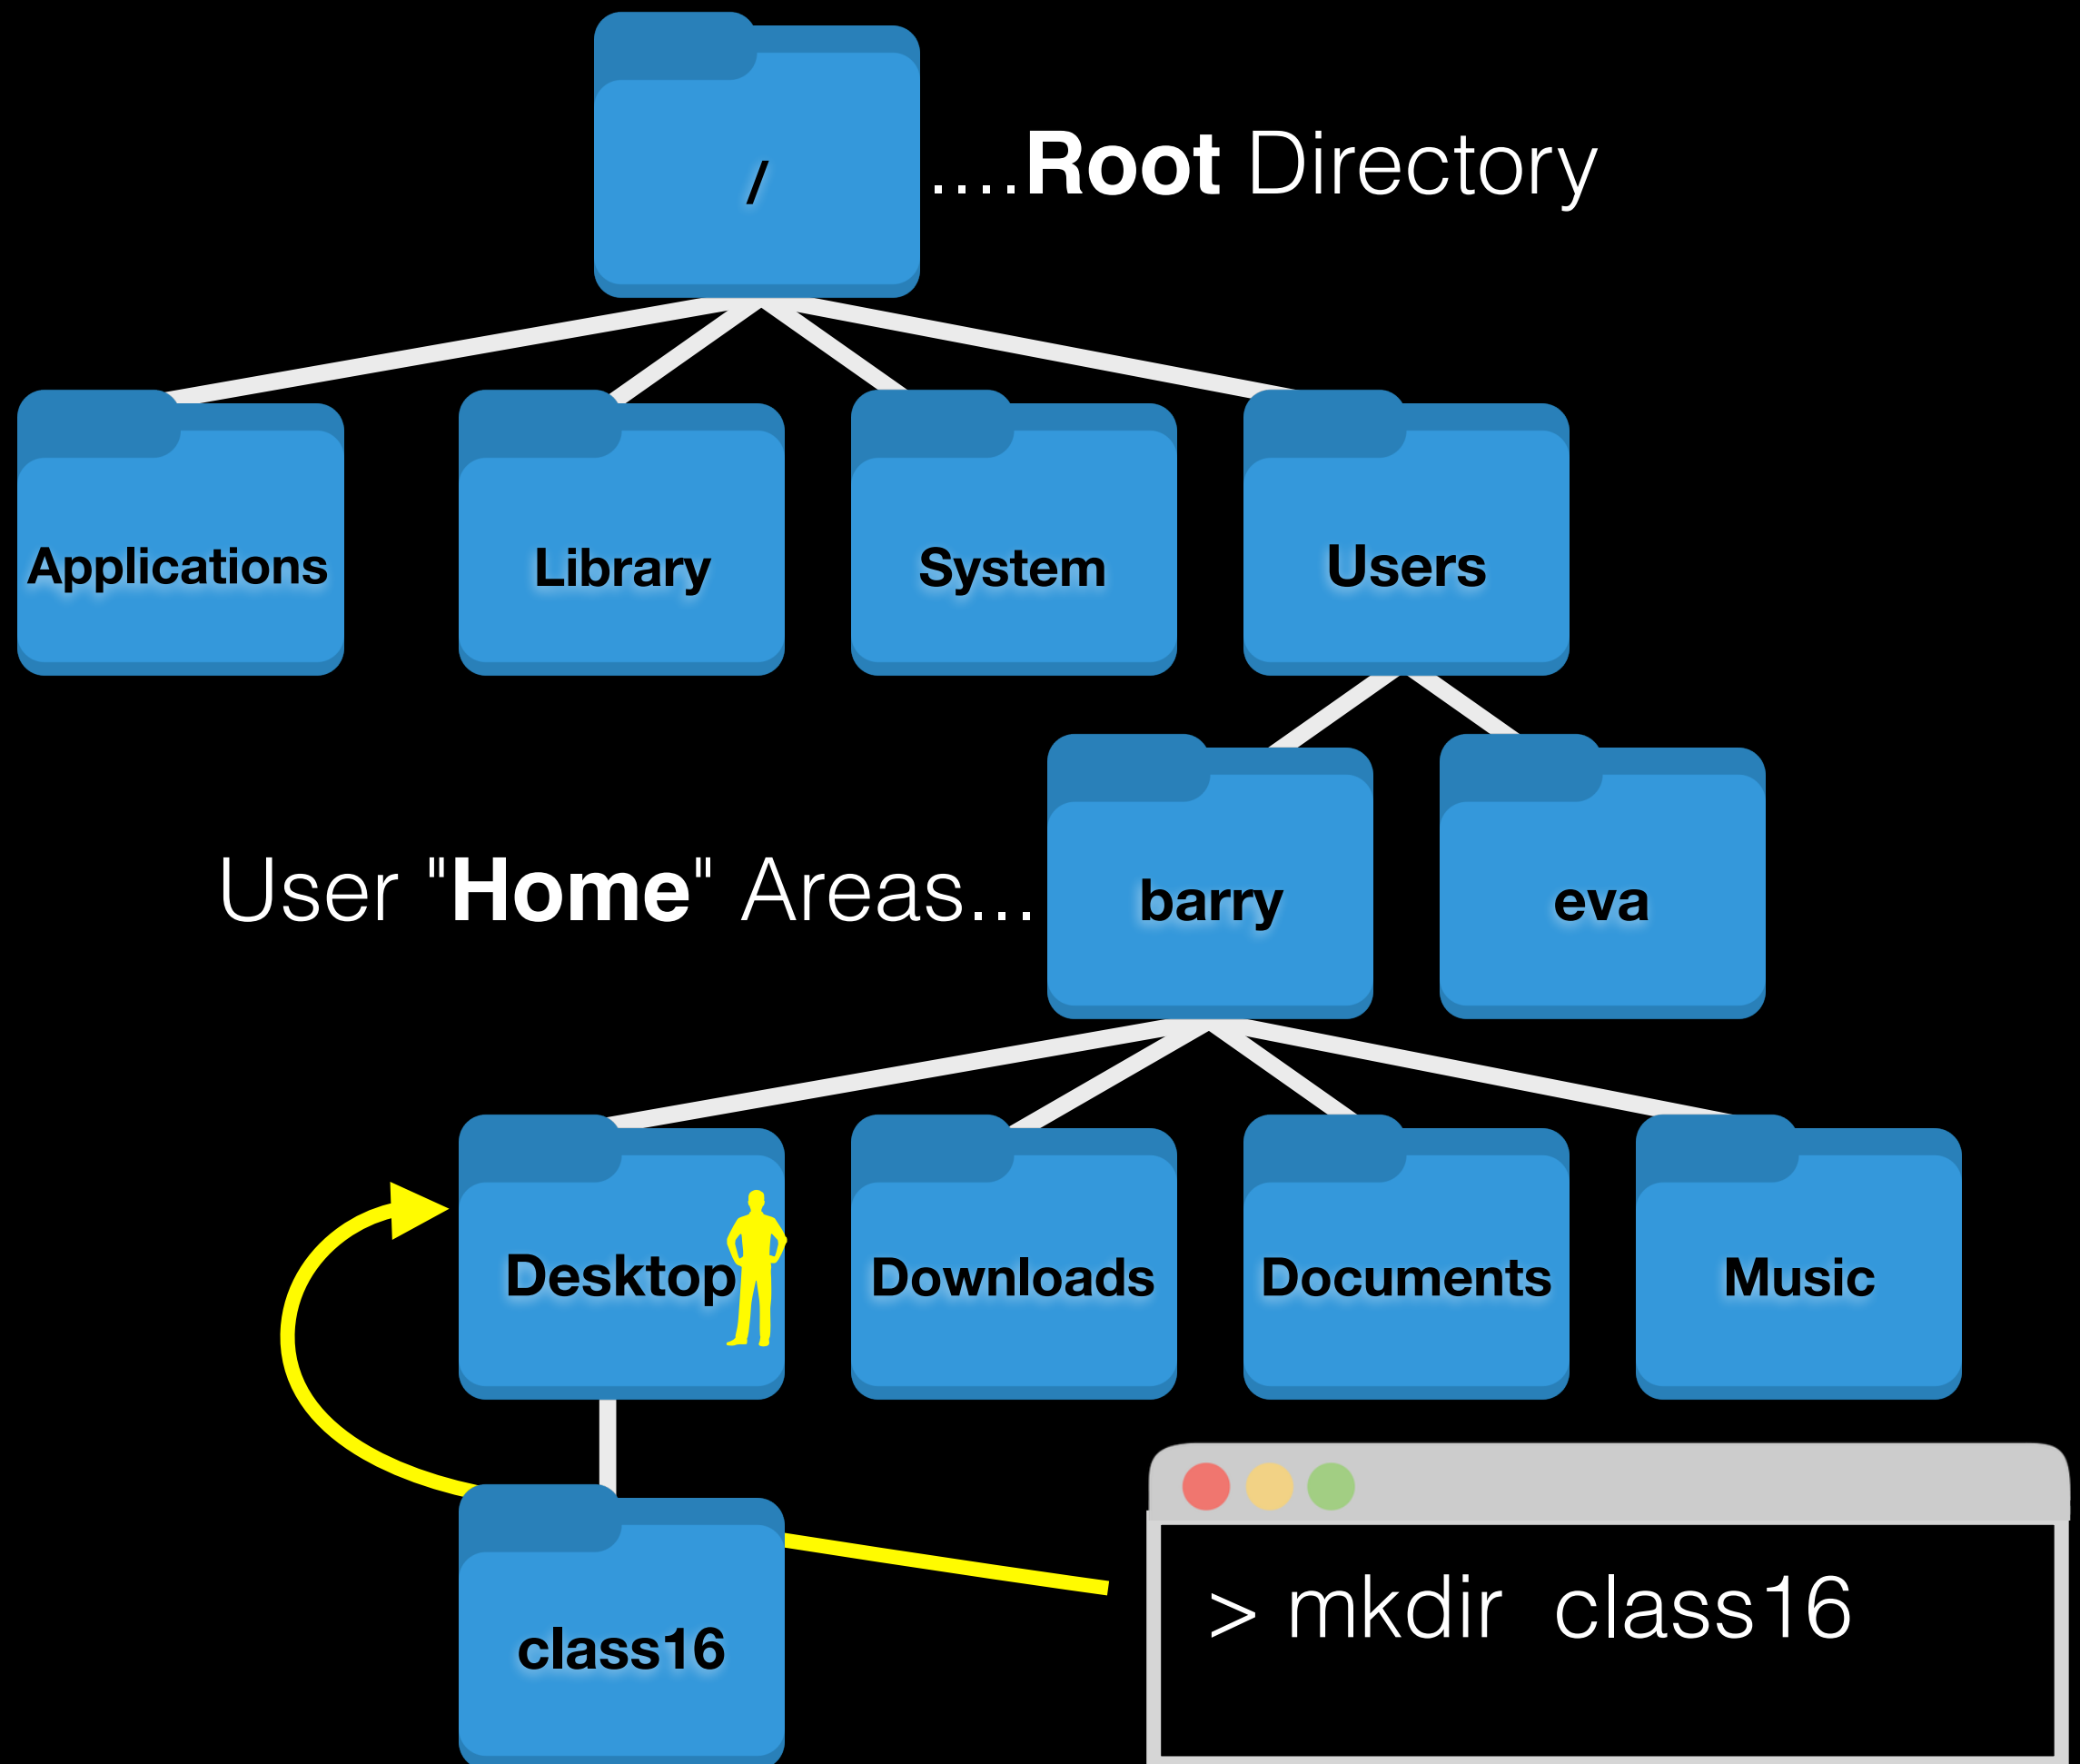 /
....Root Directory
Applications
Library
System
Users
User "Home" Areas...
barry
eva
Desktop
Downloads
Documents
Music
class16
> mkdir class16